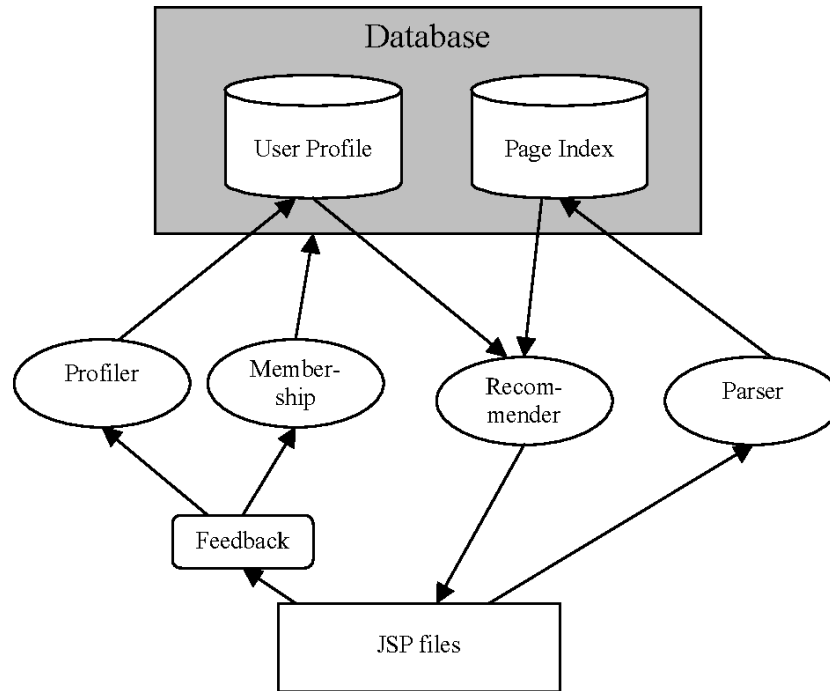 Database
User Profile
Page Index
Profiler
Member-
ship
Recom-
mender
Parser
Feedback
JSP files